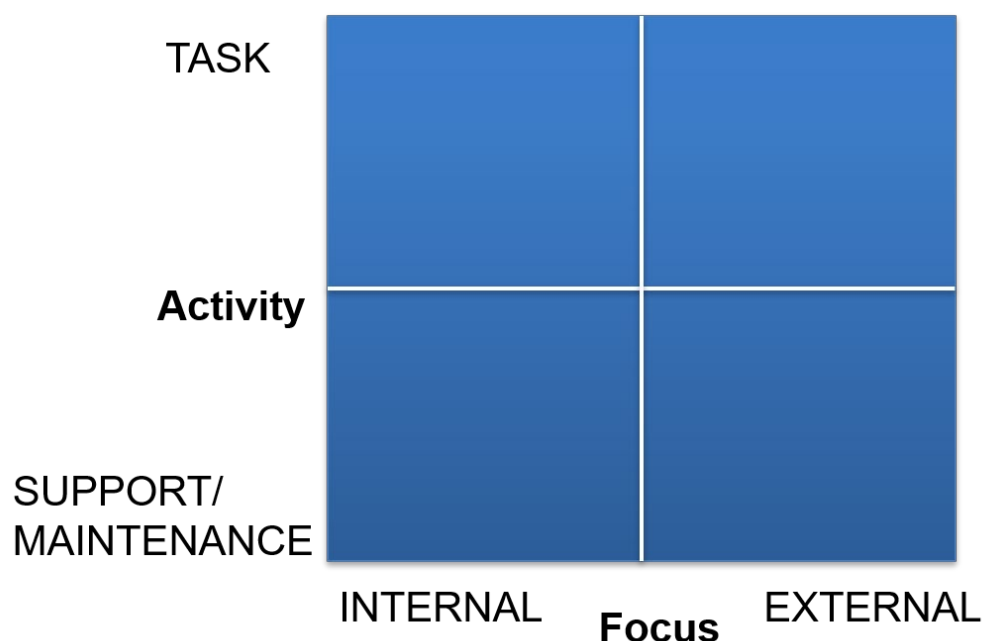 TASK
Activity
SUPPORT/
MAINTENANCE
INTERNAL
Focus
EXTERNAL